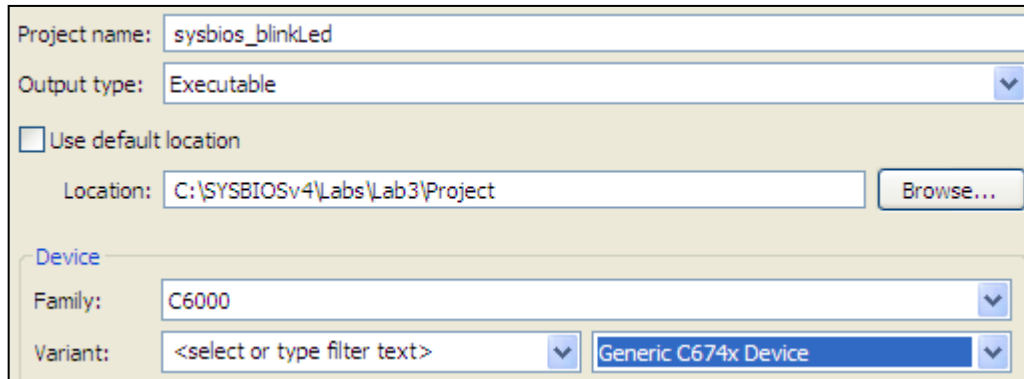 Project name: sysbios_blinkLed
Output type: Executable
Use default location
Location: C:\SYSBIOSv4\Labs\Lab3\Project Browse...
Device
Family: C6000
Variant: <select or type filter text> Generic C674x Device